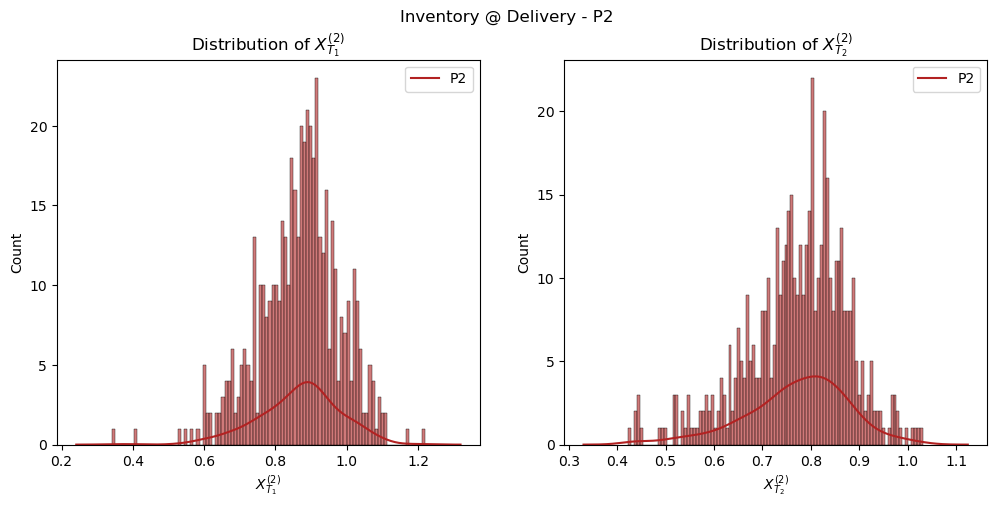 Inventory @ Delivery - P2
Distribution of $X_{T_1}^{(2)}$
P2
20
15
10
5
0
Count
0.2 0.4 0.6 0.8 1.0 1.2
$X_{T_1}^{(2)}$
Distribution of $X_{T_2}^{(2)}$
P2
20
15
10
5
0
Count
0.3 0.4 0.5 0.6 0.7 0.8 0.9 1.0 1.1
$X_{T_2}^{(2)}$